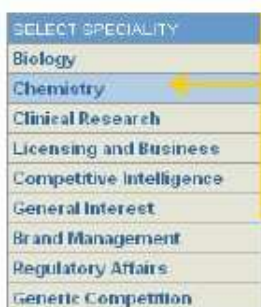 SELECT SPECIALITY
Biology
Chemistry
Clinical Research
Licensing and Business
Competitive Intelligence
General Interest
Brand Management
Regulatory Affairs
Generic Competition